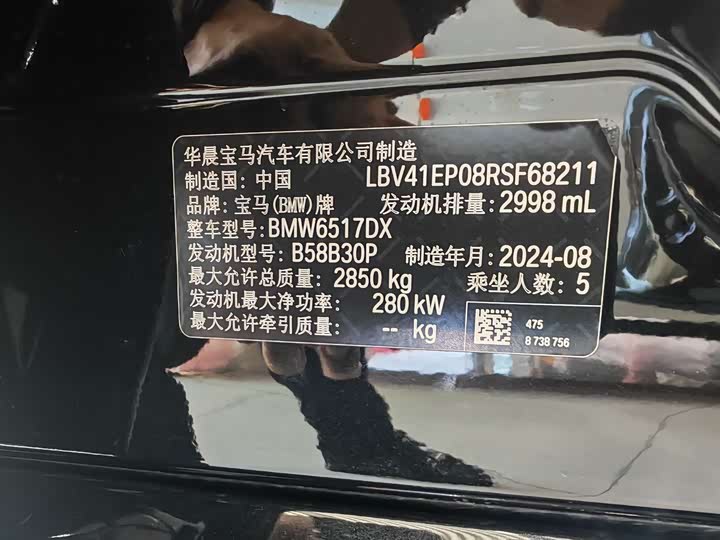 华晨宝马汽车有限公司制造
制造国: 中国 LBV41EP08RSF68211
品牌: 宝马(BMW)牌 发动机排量: 2998 mL
整车型号: BMW6517DX
发动机型号: B58B30P 制造年月: 2024-08
最大允许总质量: 2850 kg 乘坐人数: 5
发动机最大净功率: 280 kW
最大允许牵引质量: -- kg
475
8 738 756